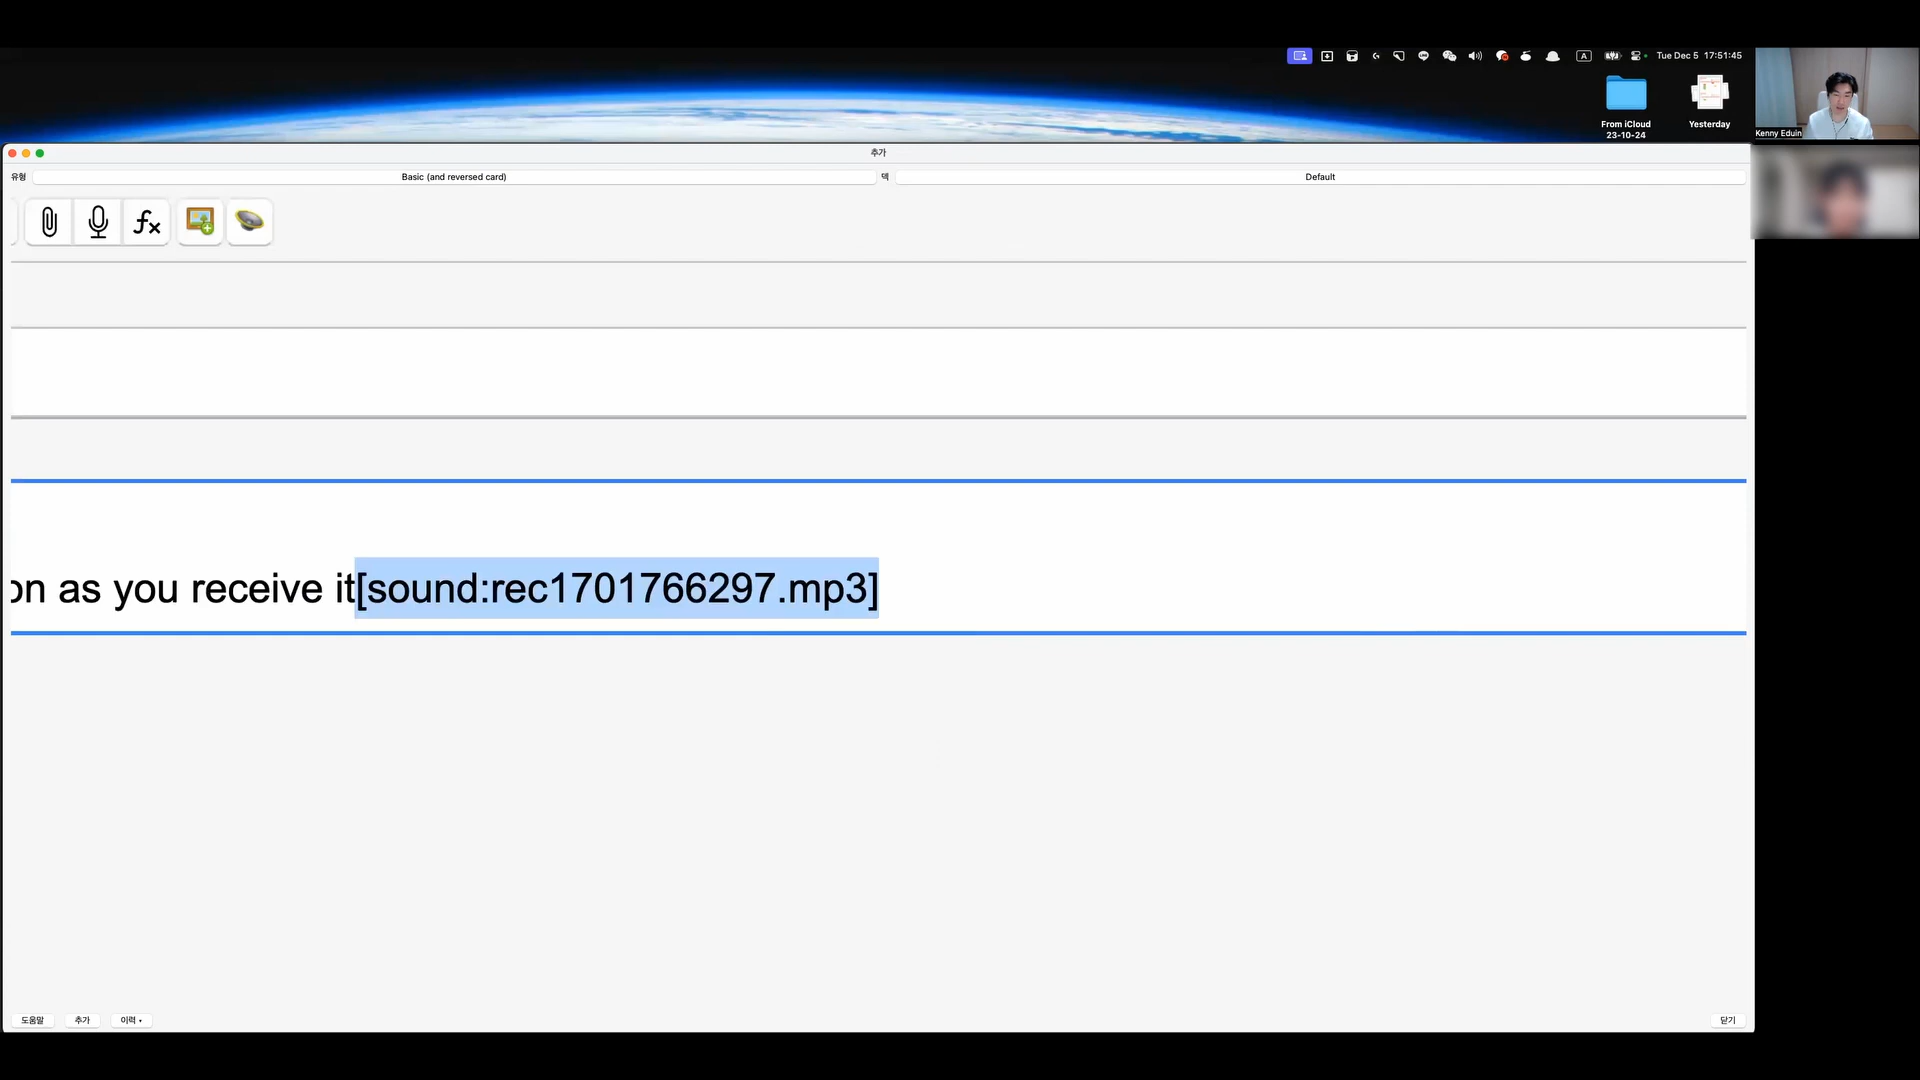 Tue Dec 5 17:51:45
From iCloud
23-10-24
Yesterday
Kenny Eduin
추가
유형
Basic (and reversed card)
덱
Default
on as you receive it[sound:rec1701766297.mp3]
도움말
추가
이력
닫기